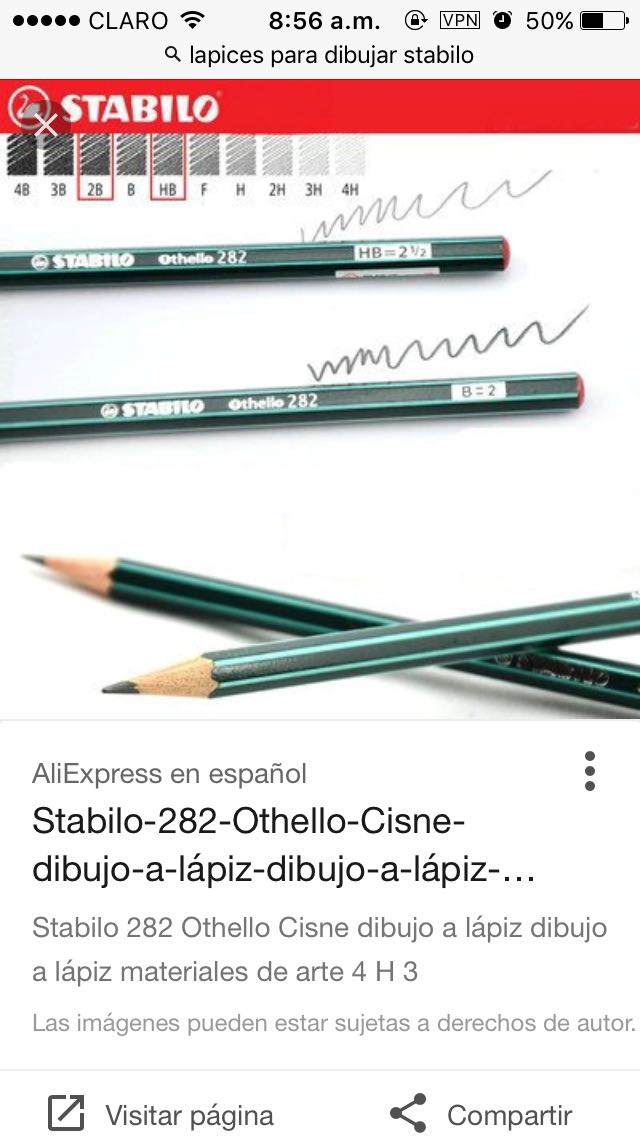 CLARO 8:56 a.m. VPN 50%
lapices para dibujar stabilo
STABILO
4B 3B 2B B HB F H 2H 3H 4H
STABILO Othello 282 HB=2½
STABILO Othello 282 B=2
AliExpress en español
Stabilo-282-Othello-Cisne-
dibujo-a-lápiz-dibujo-a-lápiz-...
Stabilo 282 Othello Cisne dibujo a lápiz dibujo
a lápiz materiales de arte 4 H 3
Las imágenes pueden estar sujetas a derechos de autor.
Visitar página Compartir